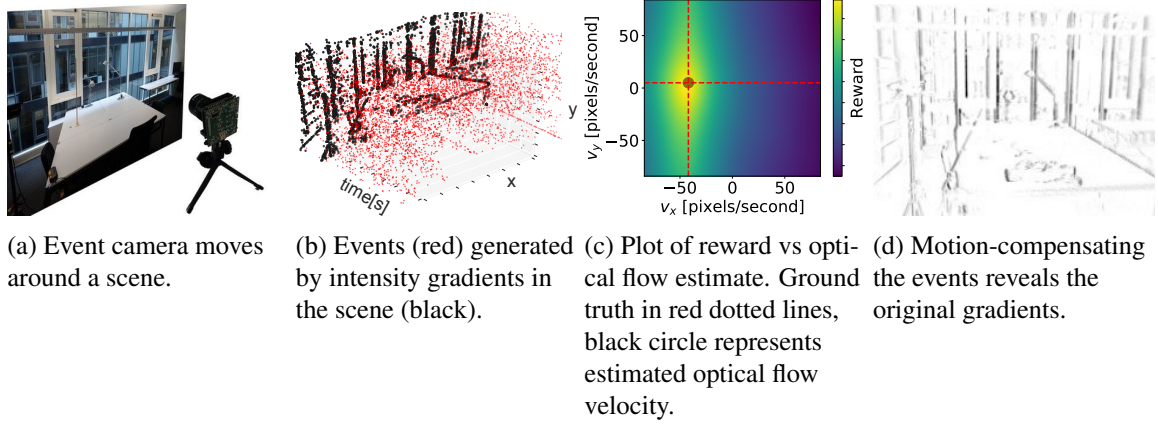 time[s]
x
y
50
0
−50
v_y [pixels/second]
−50
0
50
v_x [pixels/second]
Reward
(a) Event camera moves
around a scene.
(b) Events (red) generated
by intensity gradients in
the scene (black).
(c) Plot of reward vs opti-
cal flow estimate. Ground
truth in red dotted lines,
black circle represents
estimated optical flow
velocity.
(d) Motion-compensating
the events reveals the
original gradients.